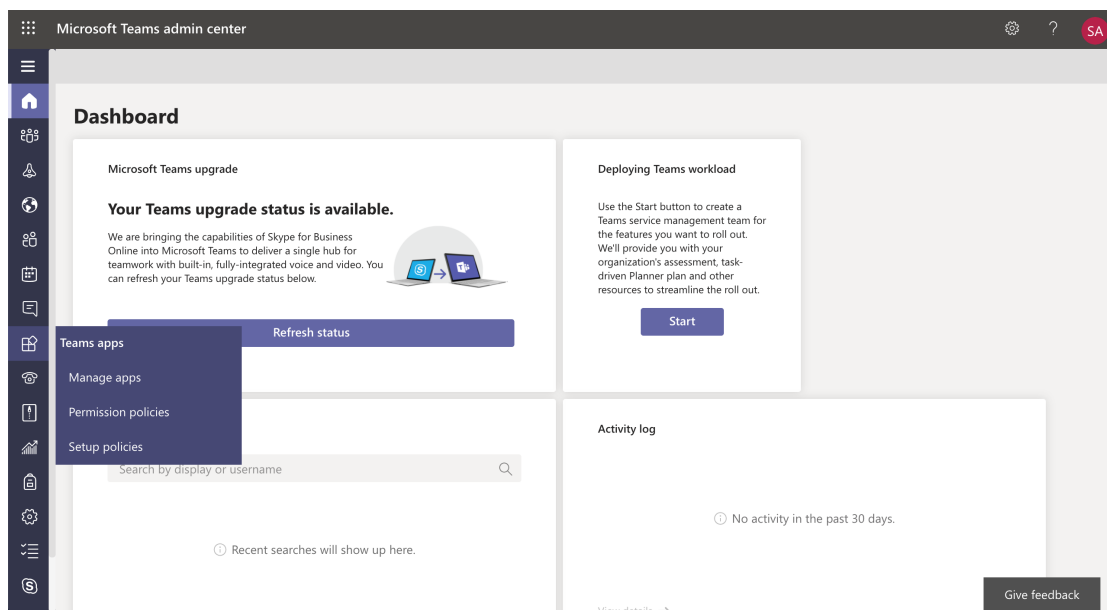 Microsoft Teams admin center
?
SA
Dashboard
Microsoft Teams upgrade
Your Teams upgrade status is available.
We are bringing the capabilities of Skype for Business
Online into Microsoft Teams to deliver a single hub for
teamwork with built-in, fully-integrated voice and video. You
can refresh your Teams upgrade status below.
Refresh status
Deploying Teams workload
Use the Start button to create a
Teams service management team for
the features you want to roll out.
We'll provide you with your
organization's assessment, task-
driven Planner plan and other
resources to streamline the roll out.
Start
Teams apps
Manage apps
Permission policies
Setup policies
Search by display or username
Recent searches will show up here.
Activity log
No activity in the past 30 days.
View details
Give feedback